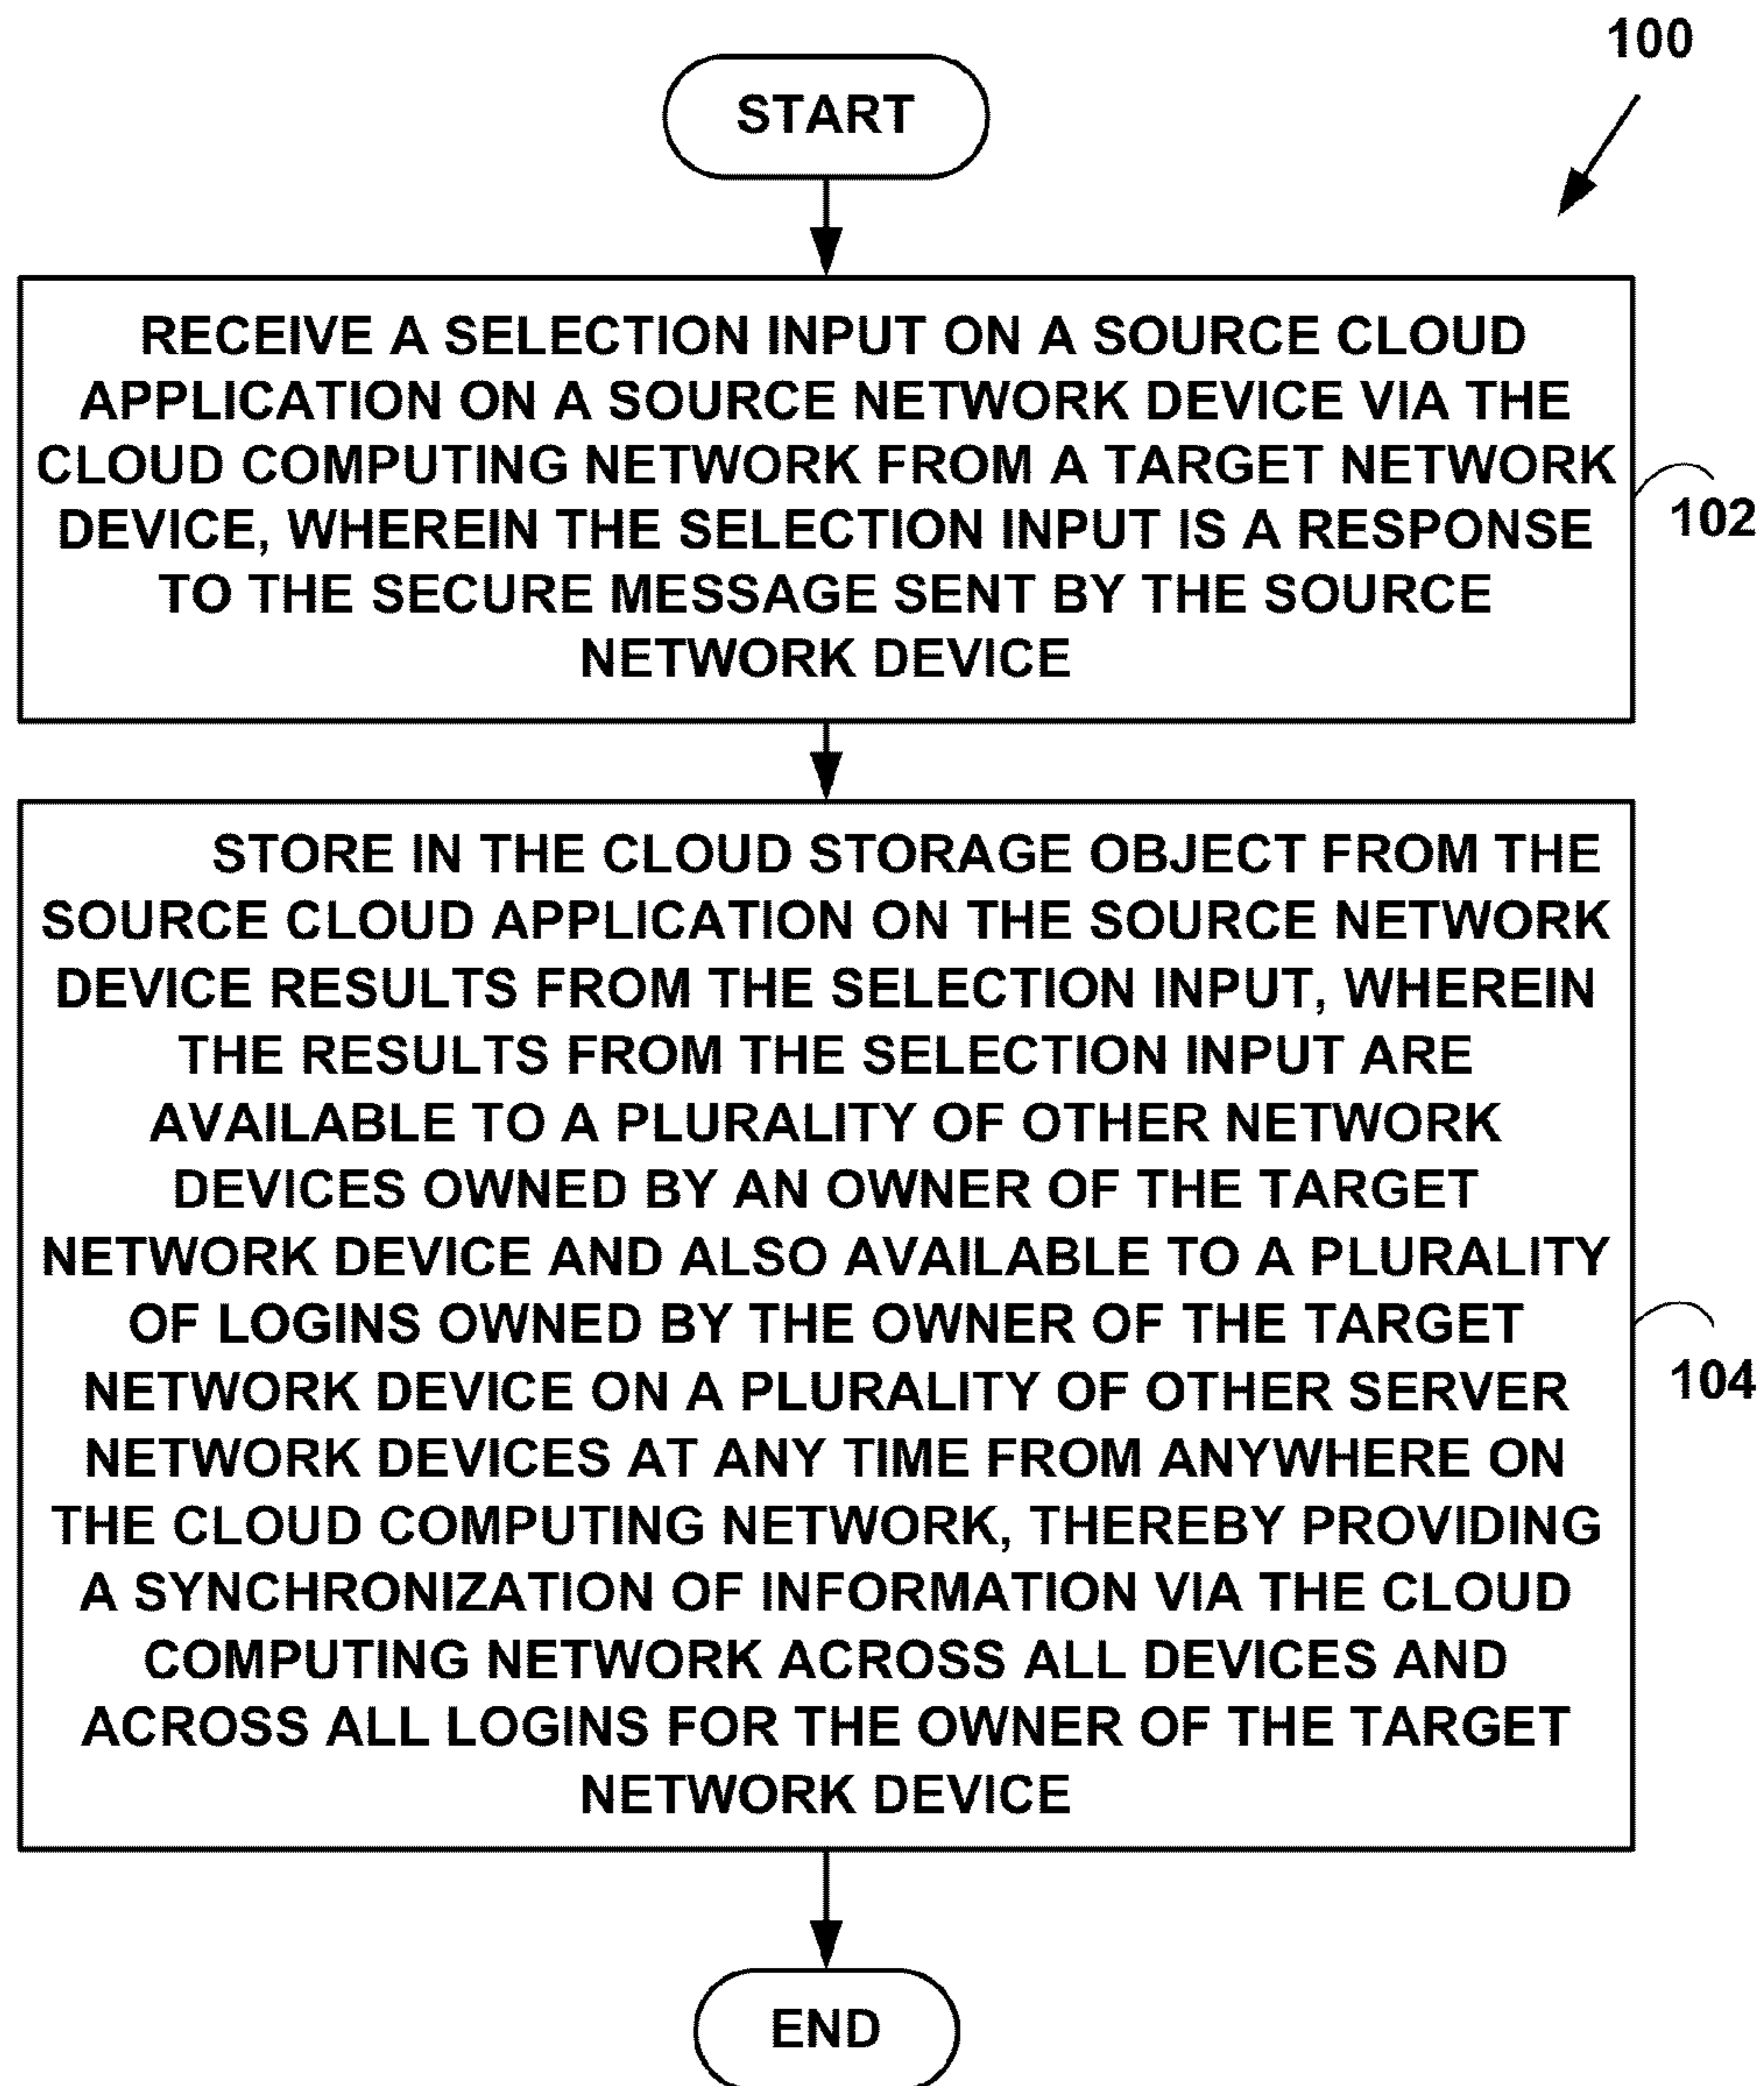 100
START
RECEIVE A SELECTION INPUT ON A SOURCE CLOUD
APPLICATION ON A SOURCE NETWORK DEVICE VIA THE
CLOUD COMPUTING NETWORK FROM A TARGET NETWORK
DEVICE, WHEREIN THE SELECTION INPUT IS A RESPONSE
TO THE SECURE MESSAGE SENT BY THE SOURCE
NETWORK DEVICE
102
STORE IN THE CLOUD STORAGE OBJECT FROM THE
SOURCE CLOUD APPLICATION ON THE SOURCE NETWORK
DEVICE RESULTS FROM THE SELECTION INPUT, WHEREIN
THE RESULTS FROM THE SELECTION INPUT ARE
AVAILABLE TO A PLURALITY OF OTHER NETWORK
DEVICES OWNED BY AN OWNER OF THE TARGET
NETWORK DEVICE AND ALSO AVAILABLE TO A PLURALITY
OF LOGINS OWNED BY THE OWNER OF THE TARGET
NETWORK DEVICE ON A PLURALITY OF OTHER SERVER
NETWORK DEVICES AT ANY TIME FROM ANYWHERE ON
THE CLOUD COMPUTING NETWORK, THEREBY PROVIDING
A SYNCHRONIZATION OF INFORMATION VIA THE CLOUD
COMPUTING NETWORK ACROSS ALL DEVICES AND
ACROSS ALL LOGINS FOR THE OWNER OF THE TARGET
NETWORK DEVICE
104
END